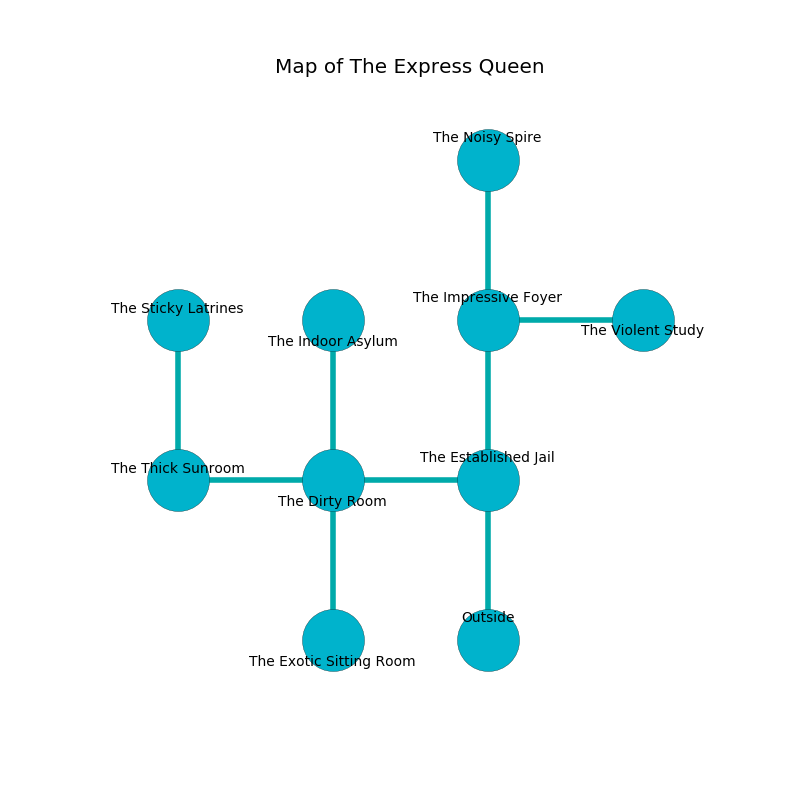 Map of The Express Queen
The Noisy Spire
The Impressive Foyer
The Sticky Latrines
The Violent Study
The Indoor Asylum
The Established Jail
The Thick Sunroom
The Dirty Room
Outside
The Exotic Sitting Room